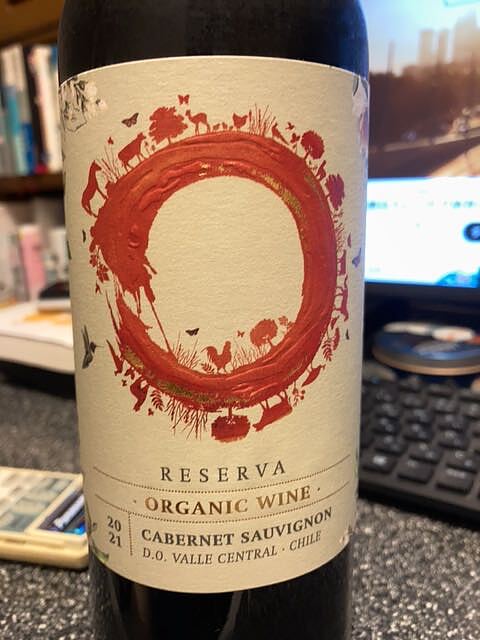 RESERVA
· ORGANIC WINE ·
20
21
CABERNET SAUVIGNON
D.O. VALLE CENTRAL · CHILE